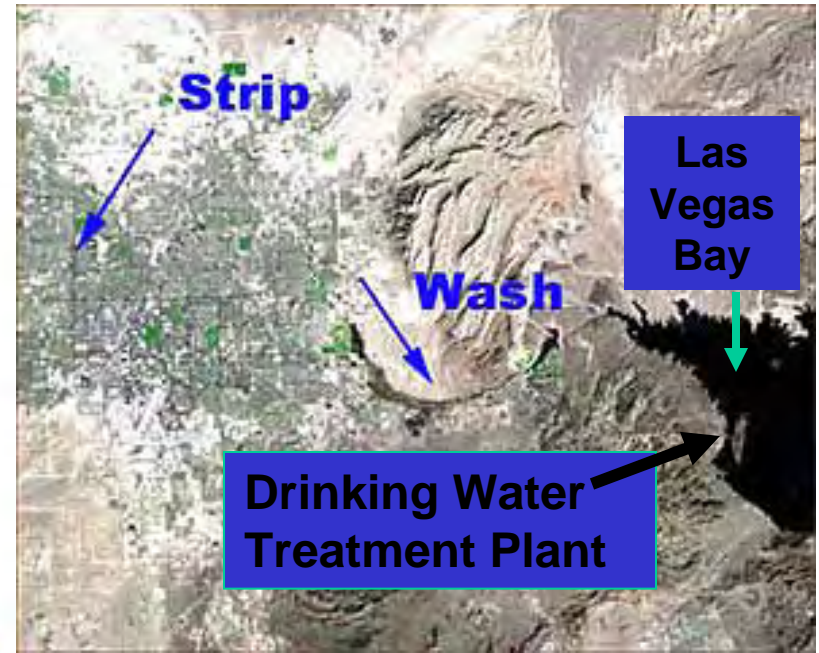 Strip
Las
Vegas
Bay
Wash
Drinking Water
Treatment Plant